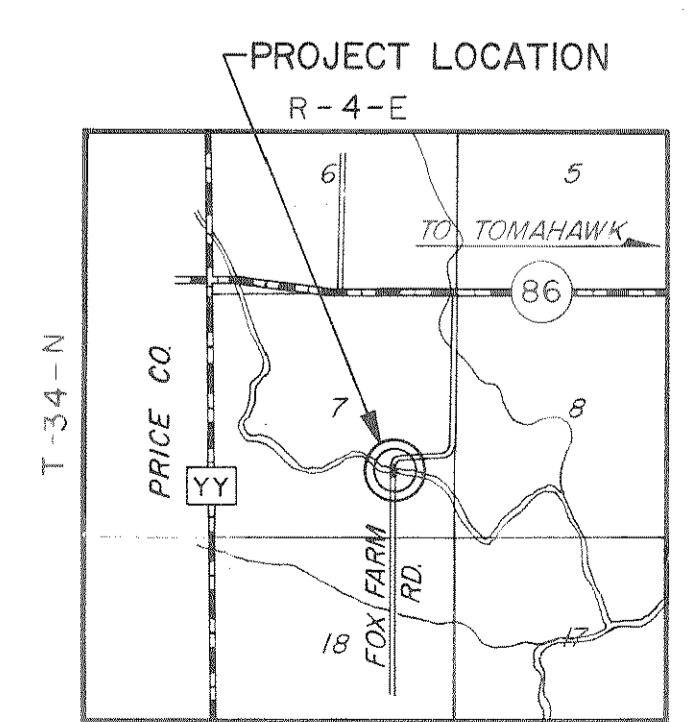 PROJECT LOCATION
R-4-E
6
5
TO TOMAHAWK
86
T-34-N
PRICE CO.
7
8
YY
FOX FARM
RD.
18
17